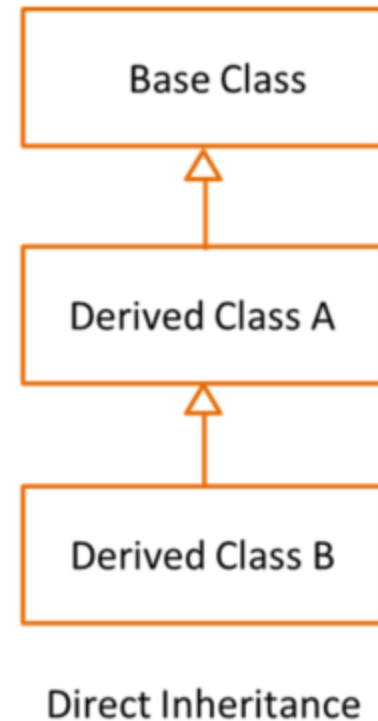 Base Class
Derived Class A
Derived Class B
Direct Inheritance